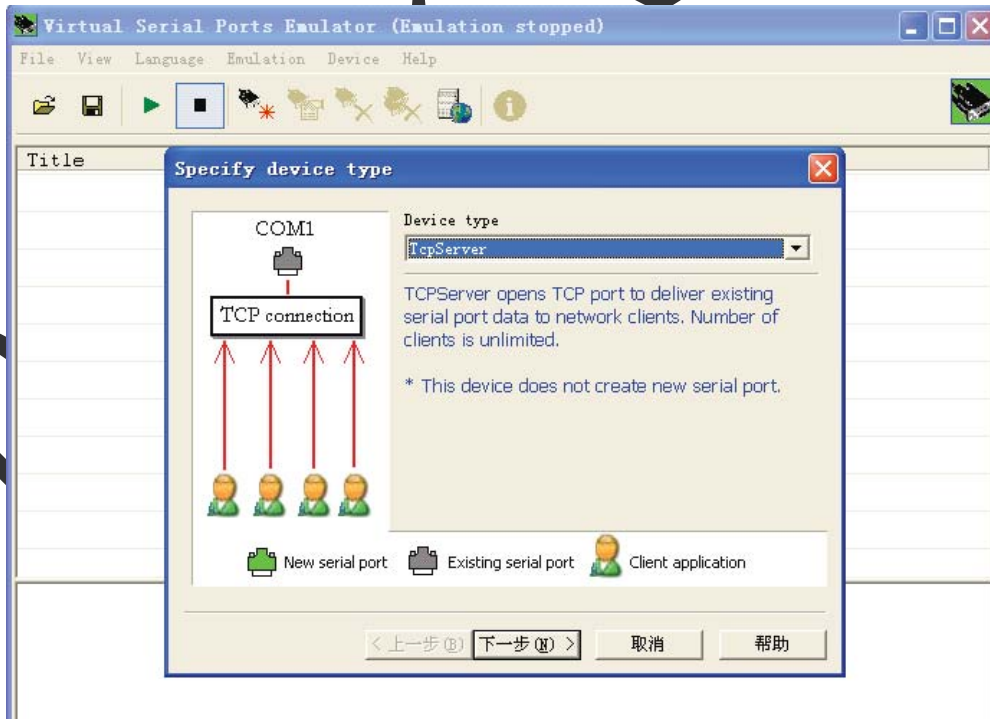 Virtual Serial Ports Emulator (Emulation stopped)
File View Language Emulation Device Help
Title
Specify device type
COM1
TCP connection
Device type
TcpServer
TCPServer opens TCP port to deliver existing
serial port data to network clients. Number of
clients is unlimited.
* This device does not create new serial port.
New serial port
Existing serial port
Client application
< 上一步(B)
下一步(N) >
取消
帮助